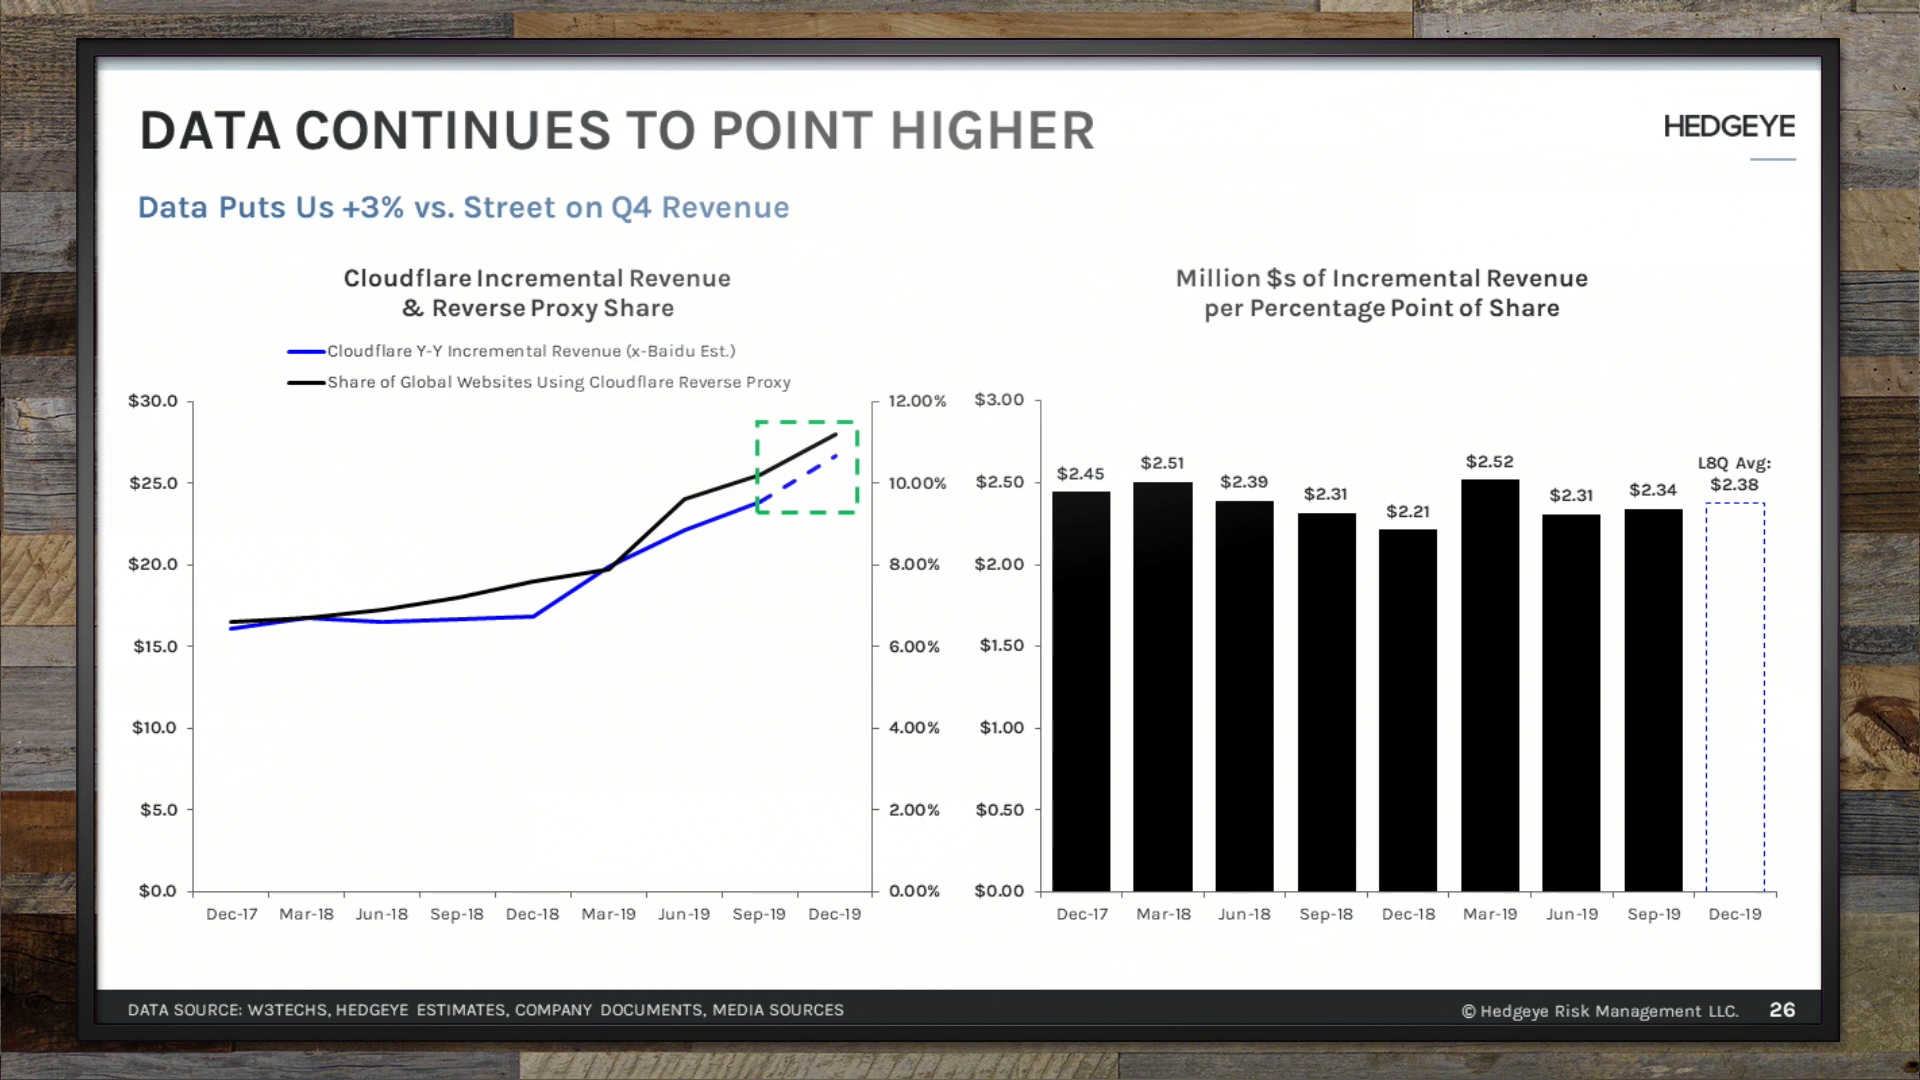 DATA CONTINUES TO POINT HIGHER
HEDGEYE
Data Puts Us +3% vs. Street on Q4 Revenue
Cloudflare Incremental Revenue
& Reverse Proxy Share
Cloudflare Y-Y Incremental Revenue (x-Baidu Est.)
Share of Global Websites Using Cloudflare Reverse Proxy
$30.0
$25.0
$20.0
$15.0
$10.0
$5.0
$0.0
12.00%
10.00%
8.00%
6.00%
4.00%
2.00%
0.00%
Dec-17 Mar-18 Jun-18 Sep-18 Dec-18 Mar-19 Jun-19 Sep-19 Dec-19
Million $s of Incremental Revenue
per Percentage Point of Share
$3.00
$2.50
$2.00
$1.50
$1.00
$0.50
$0.00
$2.45 $2.51 $2.39 $2.31 $2.21 $2.52 $2.31 $2.34
L8Q Avg:
$2.38
Dec-17 Mar-18 Jun-18 Sep-18 Dec-18 Mar-19 Jun-19 Sep-19 Dec-19
DATA SOURCE: W3TECHS, HEDGEYE ESTIMATES, COMPANY DOCUMENTS, MEDIA SOURCES
© Hedgeye Risk Management LLC. 26